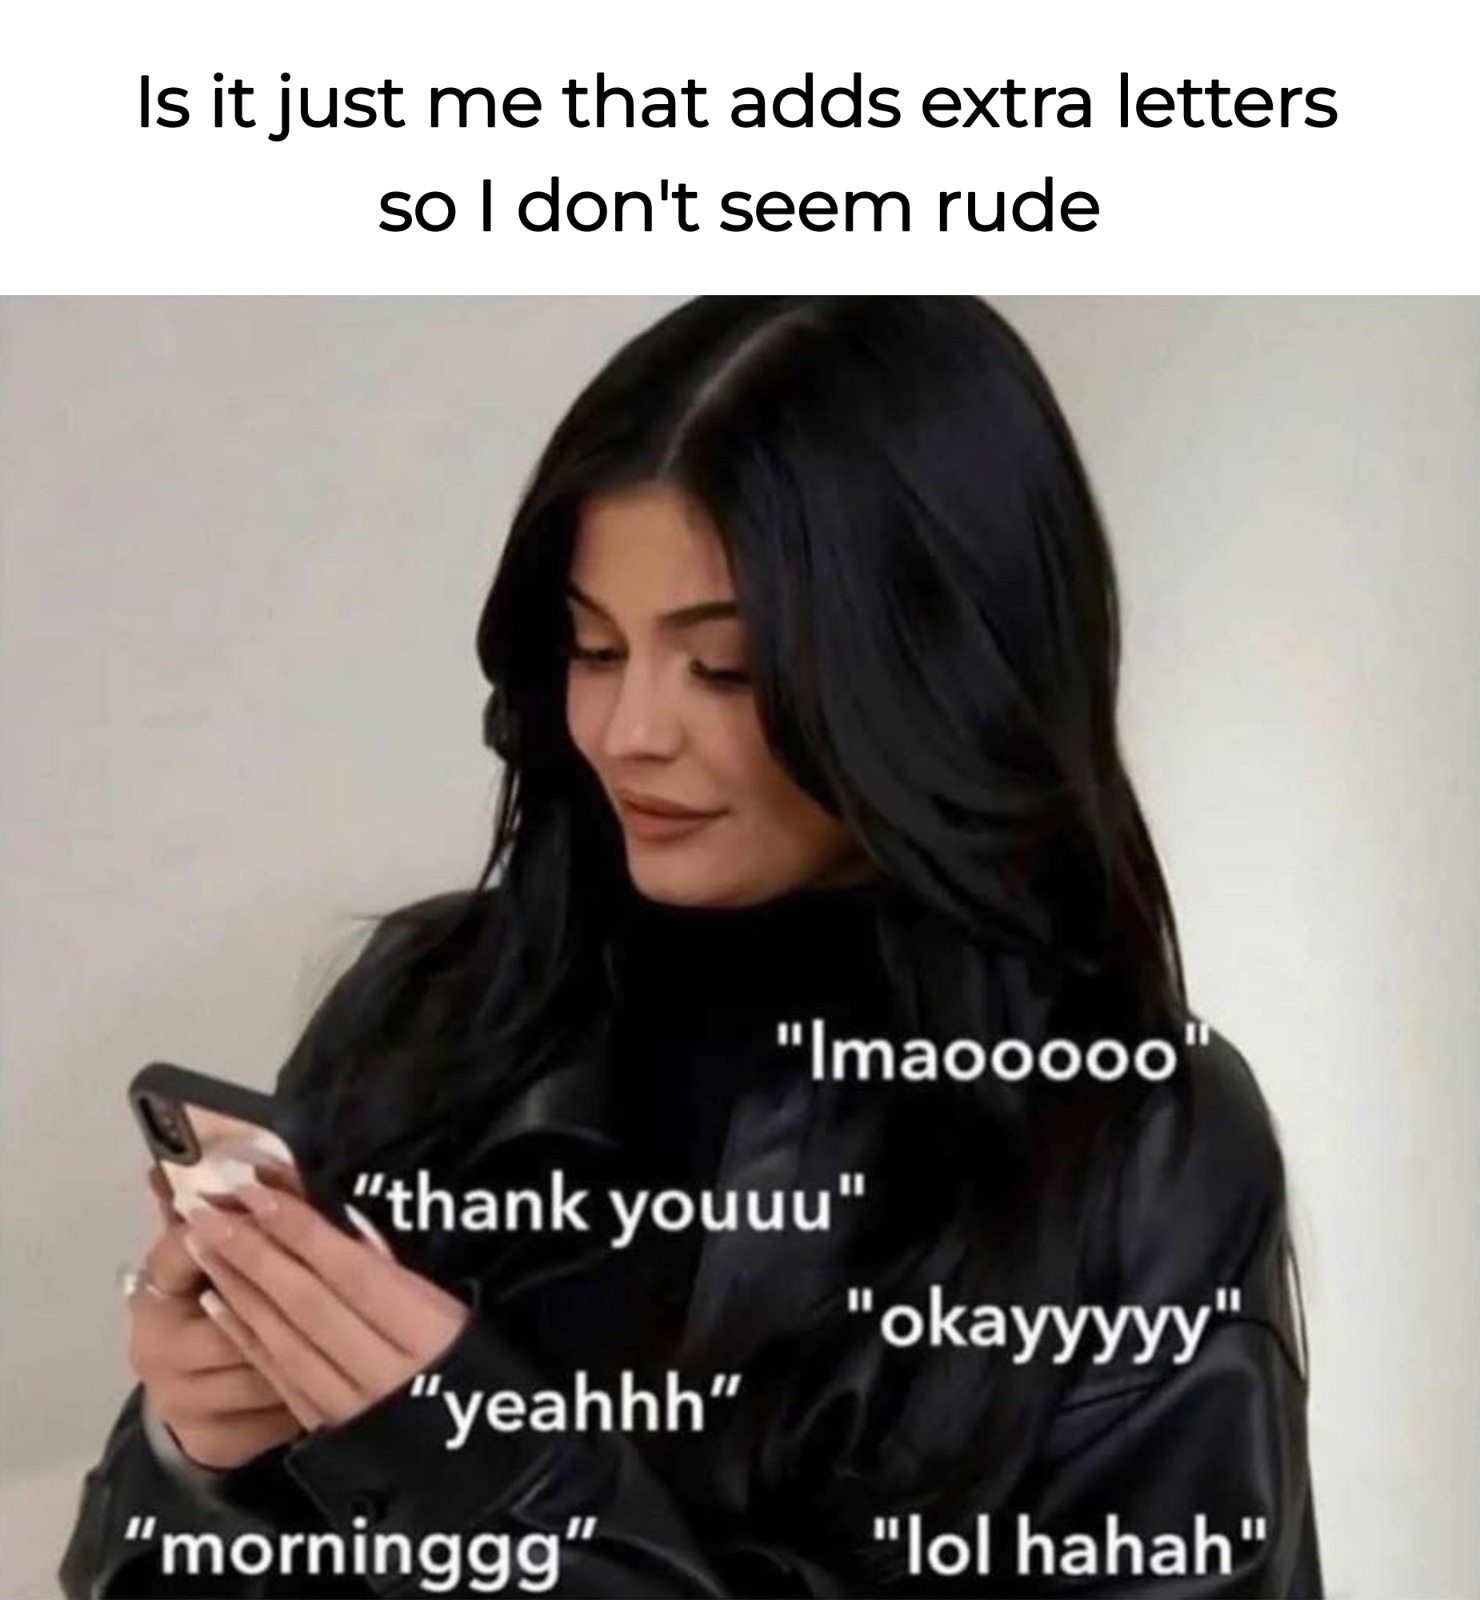 Is it just me that adds extra letters
so I don't seem rude
"lmaooooo"
“thank youuu"
"okayyyyy"
“yeahhh”
“morninggg”
"lol hahah"